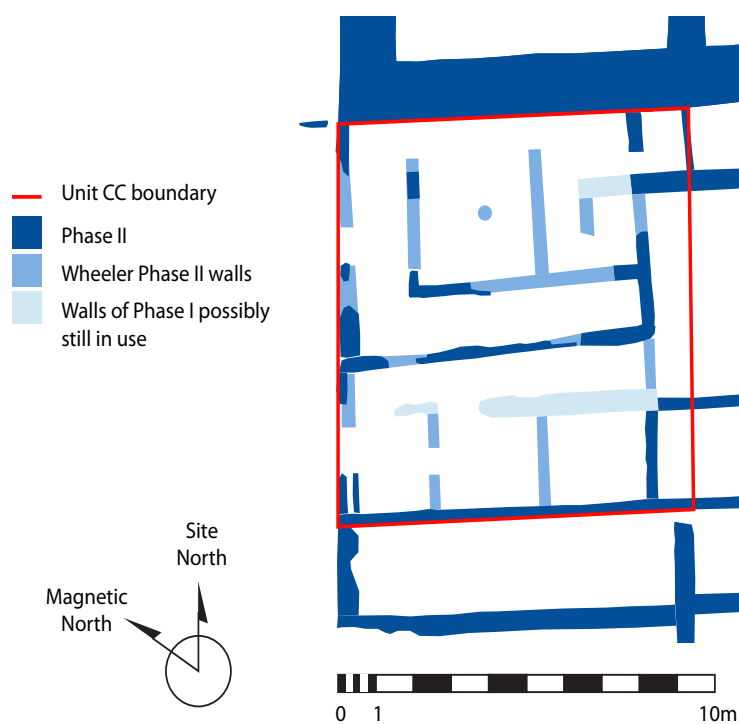 Unit CC boundary
Phase II
Wheeler Phase II walls
Walls of Phase I possibly
still in use
Site
North
Magnetic
North
0 1 10m